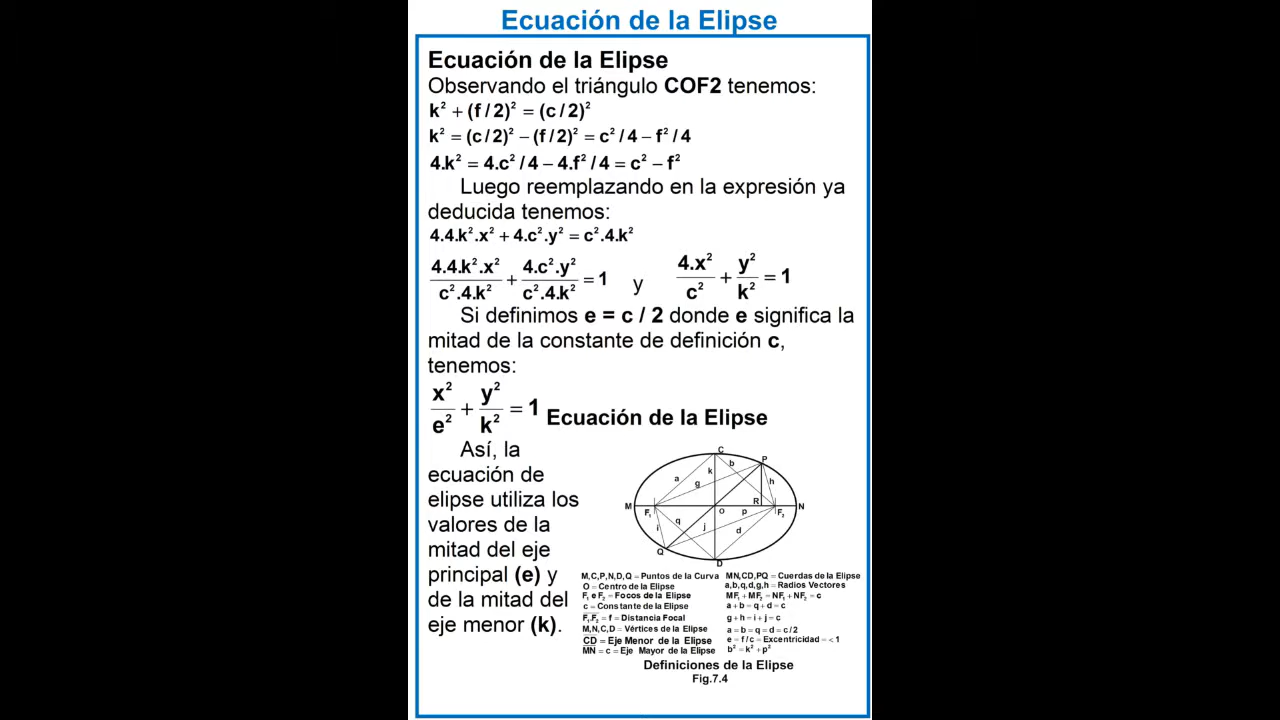 Ecuación de la Elipse
Ecuación de la Elipse
Observando el triángulo COF2 tenemos:
k² + (f / 2)² = (c / 2)²
k² = (c / 2)² − (f / 2)² = c² / 4 − f² / 4
4.k² = 4.c² / 4 − 4.f² / 4 = c² − f²
Luego reemplazando en la expresión ya
deducida tenemos:
4.4.k².x² + 4.c².y² = c².4.k²
4.4.k².x² / c².4.k² + 4.c².y² / c².4.k² = 1 y 4.x² / c² + y² / k² = 1
Si definimos e = c / 2 donde e significa la
mitad de la constante de definición c,
tenemos:
x² / e² + y² / k² = 1 Ecuación de la Elipse
Así, la
ecuación de
elipse utiliza los
valores de la
mitad del eje
principal (e) y
de la mitad del
eje menor (k).
C
P
k
b
a
g
h
M
F₁
O
R
p
F₂
N
q
i
j
d
Q
D
M,C,P,N,D,Q = Puntos de la Curva
O = Centro de la Elipse
F₁ e F₂ = Focos de la Elipse
c = Constante de la Elipse
F₁.F₂ = f = Distancia Focal
M,N,C,D = Vértices de la Elipse
CD = Eje Menor de la Elipse
MN = c = Eje Mayor de la Elipse
MN,CD,PQ = Cuerdas de la Elipse
a,b,q,d,g,h = Radios Vectores
MF₁ + MF₂ = NF₁ + NF₂ = c
a + b = q + d = c
g + h = i + j = c
a = b = q = d = c / 2
e = f / c = Excentricidad = < 1
b² = k² + p²
Definiciones de la Elipse
Fig.7.4